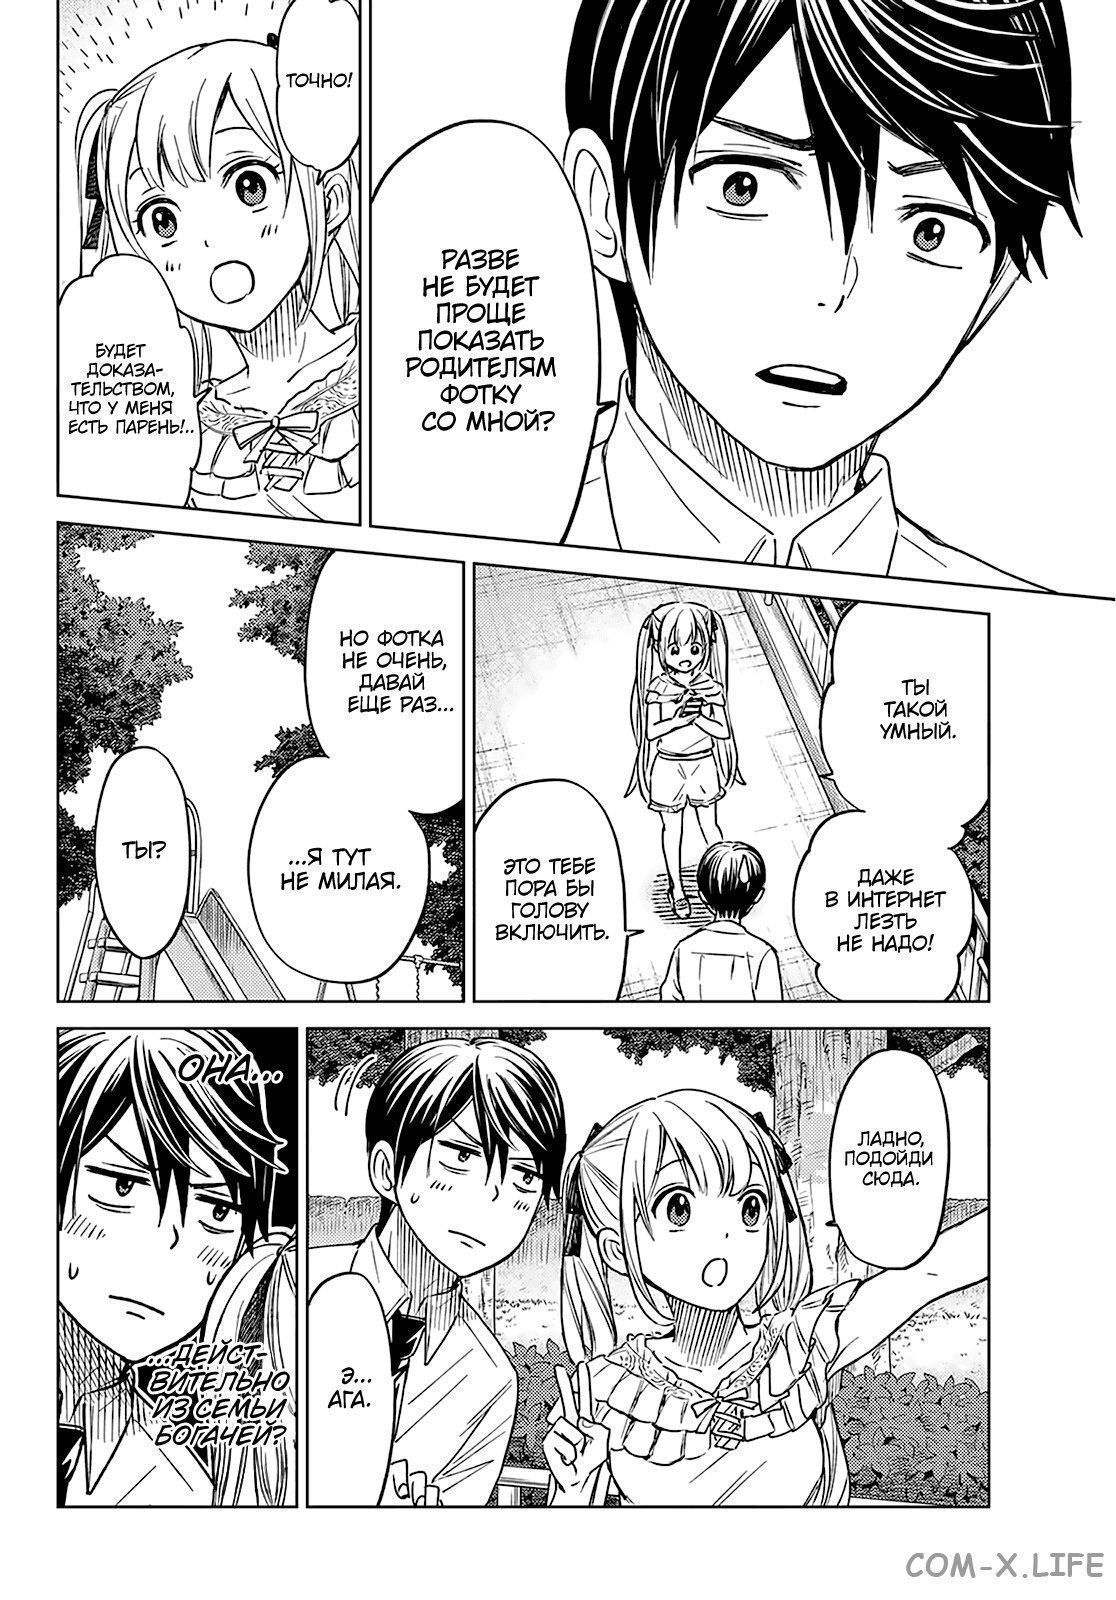 РАЗВЕ
НЕ БУДЕТ
ПРОЩЕ
ПОКАЗАТЬ
РОДИТЕЛЯМ
ФОТКУ
СО МНОЙ?
ТОЧНО!
БУДЕТ
ДОКАЗА-
ТЕЛЬСТВОМ,
ЧТО У МЕНЯ
ЕСТЬ ПАРЕНЬ!..
ТЫ
ТАКОЙ
УМНЫЙ.
ДАЖЕ
В ИНТЕРНЕТ
ЛЕЗТЬ
НЕ НАДО!
ЭТО ТЕБЕ
ПОРА БЫ
ГОЛОВУ
ВКЛЮЧИТЬ.
НО ФОТКА
НЕ ОЧЕНЬ,
ДАВАЙ
ЕЩЕ РАЗ...
...Я ТУТ
НЕ МИЛАЯ.
ТЫ?
ЛАДНО,
ПОДОЙДИ
СЮДА.
Э...
АГА.
ОНА...
...ДЕЙСТ-
ВИТЕЛЬНО
ИЗ СЕМЬИ
БОГАЧЕЙ?
COM-X.LIFE